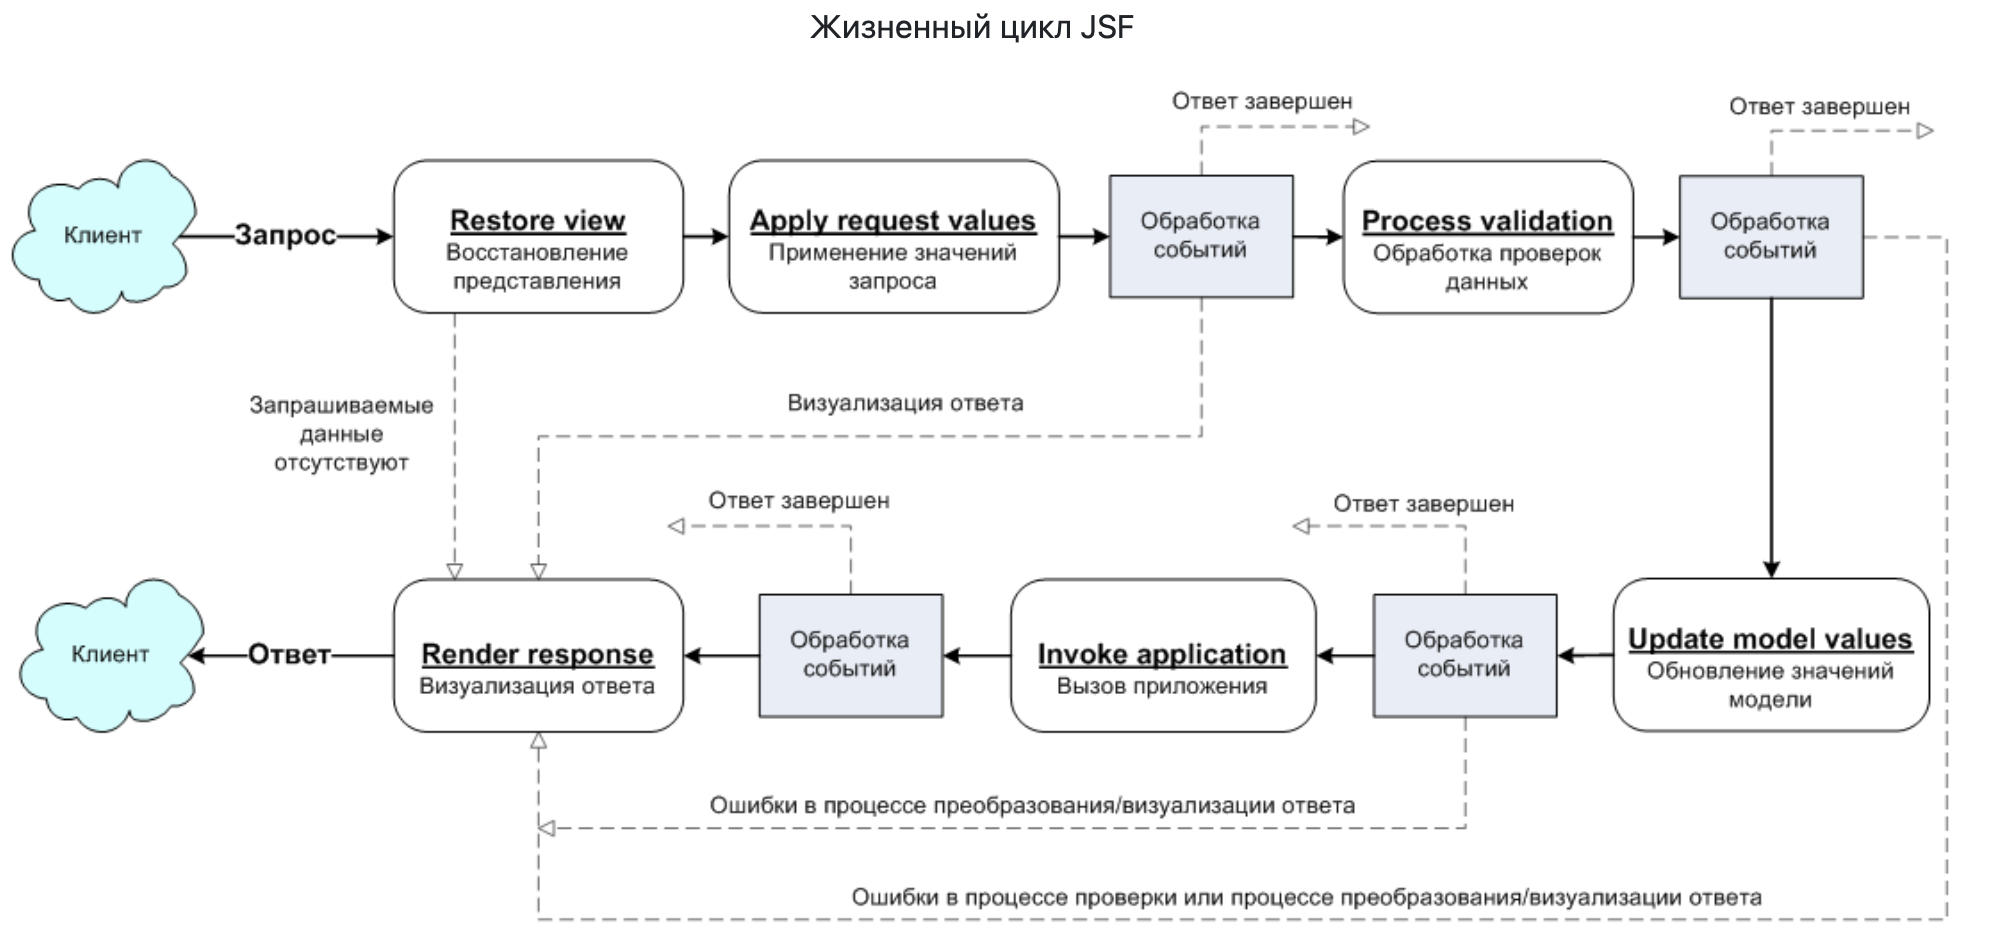 Жизненный цикл JSF
Ответ завершен
Ответ завершен
Клиент
Запрос
Restore view
Восстановление
представления
Apply request values
Применение значений
запроса
Обработка
событий
Process validation
Обработка проверок
данных
Обработка
событий
Запрашиваемые
данные
отсутствуют
Визуализация ответа
Ответ завершен
Ответ завершен
Клиент
Ответ
Render response
Визуализация ответа
Обработка
событий
Invoke application
Вызов приложения
Обработка
событий
Update model values
Обновление значений
модели
Ошибки в процессе преобразования/визуализации ответа
Ошибки в процессе проверки или процессе преобразования/визуализации ответа